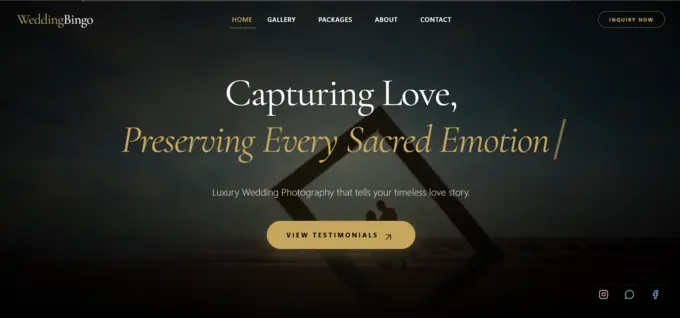 WeddingBingo
HOME GALLERY PACKAGES ABOUT CONTACT
INQUIRY NOW
Capturing Love,
Preserving Every Sacred Emotion
Luxury Wedding Photography that tells your timeless love story.
VIEW TESTIMONIALS